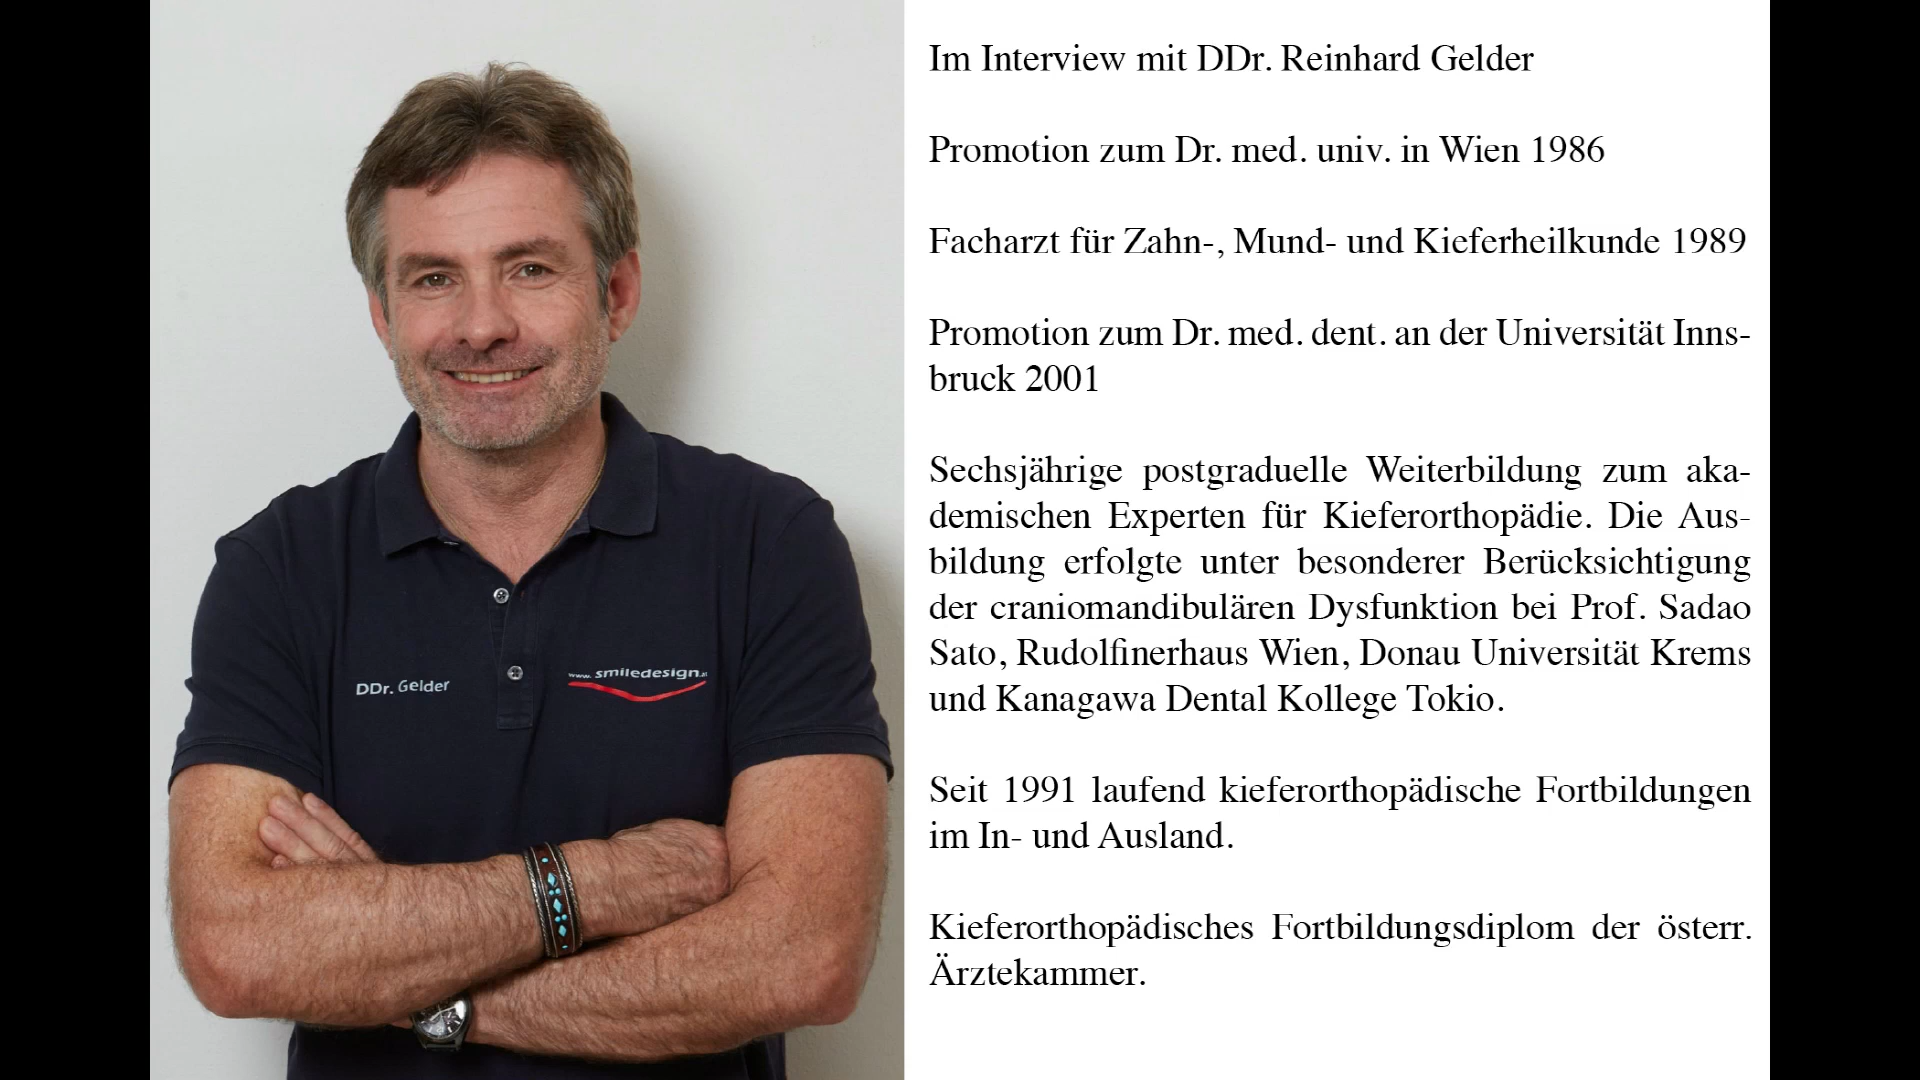 Im Interview mit DDr. Reinhard Gelder
Promotion zum Dr. med. univ. in Wien 1986
Facharzt für Zahn-, Mund- und Kieferheilkunde 1989
Promotion zum Dr. med. dent. an der Universität Inns-
bruck 2001
Sechsjährige postgraduelle Weiterbildung zum aka-
demischen Experten für Kieferorthopädie. Die Aus-
bildung erfolgte unter besonderer Berücksichtigung
der craniomandibulären Dysfunktion bei Prof. Sadao
Sato, Rudolfinerhaus Wien, Donau Universität Krems
und Kanagawa Dental Kollege Tokio.
Seit 1991 laufend kieferorthopädische Fortbildungen
im In- und Ausland.
Kieferorthopädisches Fortbildungsdiplom der österr.
Ärztekammer.
DDr. Gelder
www.smiledesign.at